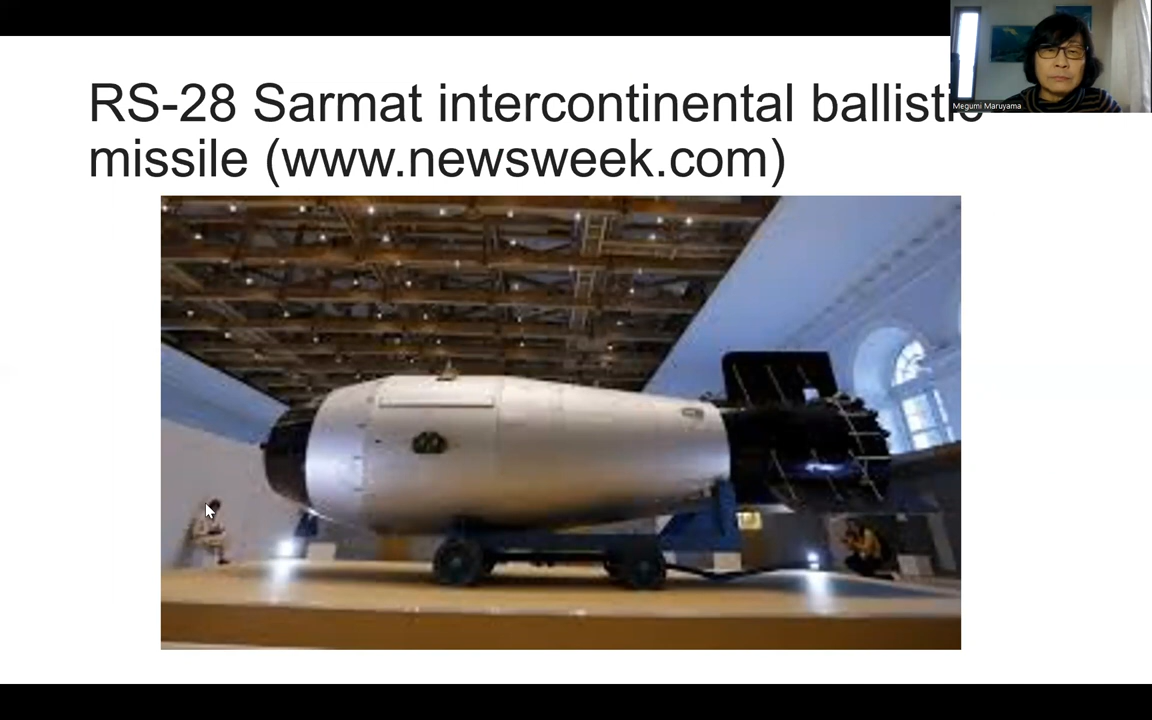 RS-28 Sarmat intercontinental ballistic
missile (www.newsweek.com)
Megumi Maruyama